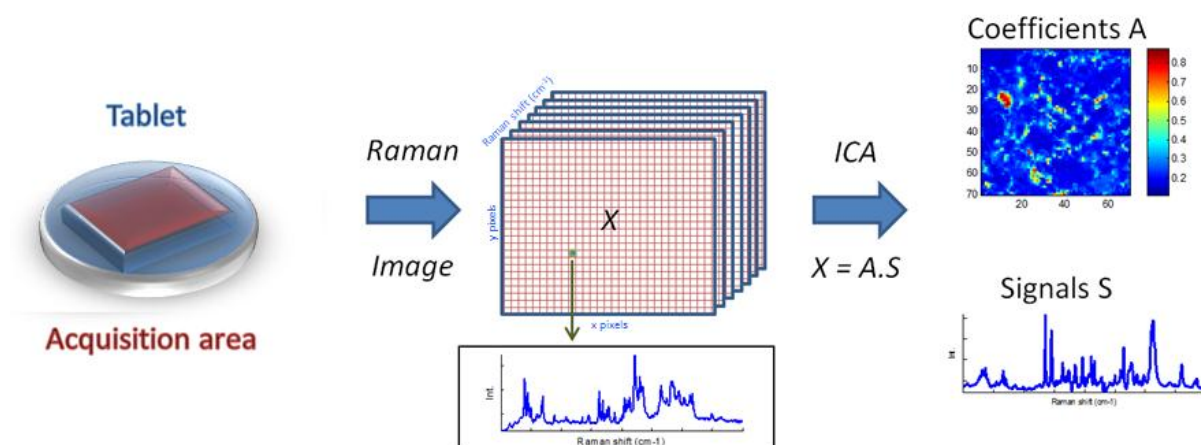 Tablet
Acquisition area
Raman
Image
Raman shift (cm⁻¹)
y pixels
X
x pixels
Int.
Raman shift (cm-1)
ICA
X = A.S
Coefficients A
10
20
30
40
50
60
70
20
40
60
0.8
0.7
0.6
0.5
0.4
0.3
0.2
Signals S
Int.
Raman shift (cm-1)